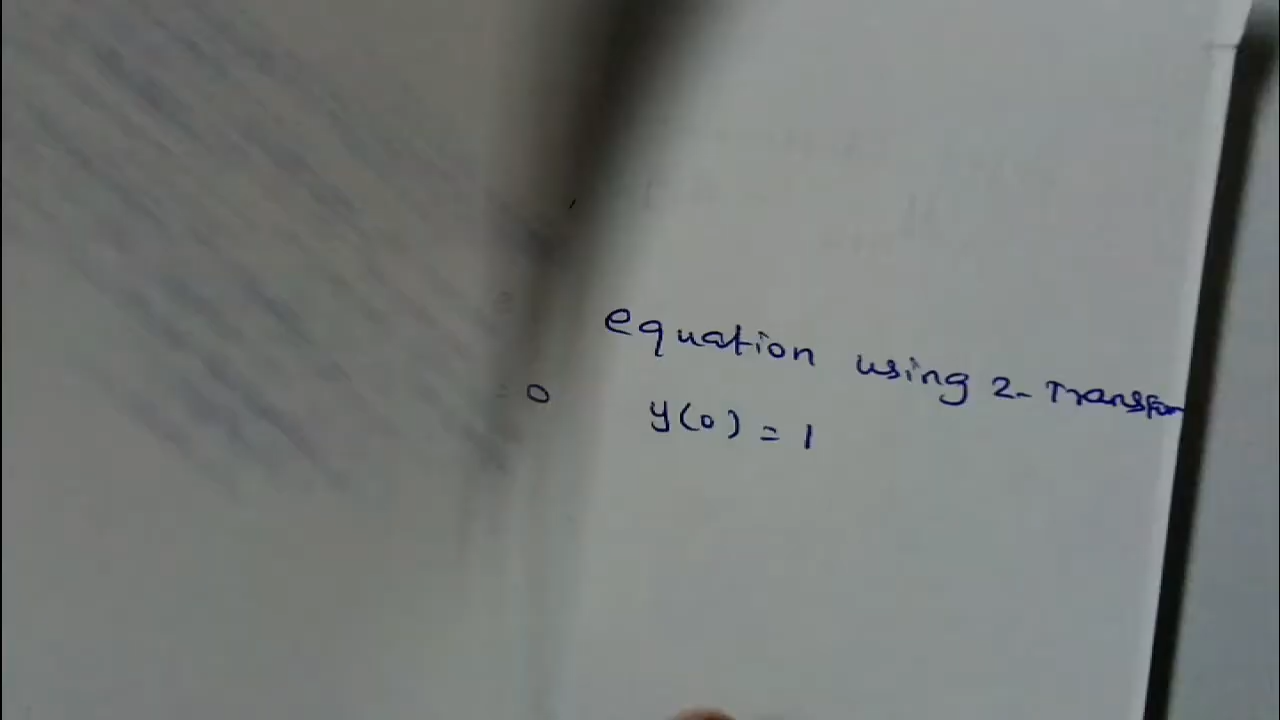 equation using Z-Transfor
0 y(0) = 1